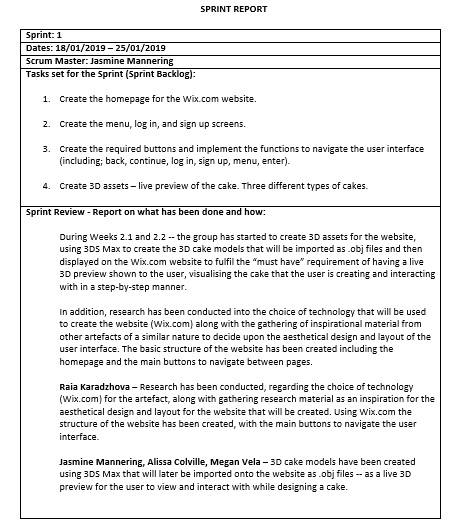 SPRINT REPORT
Sprint: 1
Dates: 18/01/2019 – 25/01/2019
Scrum Master: Jasmine Mannering
Tasks set for the Sprint (Sprint Backlog):
1. Create the homepage for the Wix.com website.
2. Create the menu, log in, and sign up screens.
3. Create the required buttons and implement the functions to navigate the user interface
(including; back, continue, log in, sign up, menu, enter).
4. Create 3D assets – live preview of the cake. Three different types of cakes.
Sprint Review - Report on what has been done and how:
During Weeks 2.1 and 2.2 -- the group has started to create 3D assets for the website,
using 3DS Max to create the 3D cake models that will be imported as .obj files and then
displayed on the Wix.com website to fulfil the “must have” requirement of having a live
3D preview shown to the user, visualising the cake that the user is creating and interacting
with in a step-by-step manner.
In addition, research has been conducted into the choice of technology that will be used
to create the website (Wix.com) along with the gathering of inspirational material from
other artefacts of a similar nature to decide upon the aesthetical design and layout of the
user interface. The basic structure of the website has been created including the
homepage and the main buttons to navigate between pages.
Raia Karadzhova – Research has been conducted, regarding the choice of technology
(Wix.com) for the artefact, along with gathering research material as an inspiration for the
aesthetical design and layout for the website that will be created. Using Wix.com the
structure of the website has been created, with the main buttons to navigate the user
interface.
Jasmine Mannering, Alissa Colville, Megan Vela – 3D cake models have been created
using 3DS Max that will later be imported onto the website as .obj files -- as a live 3D
preview for the user to view and interact with while designing a cake.